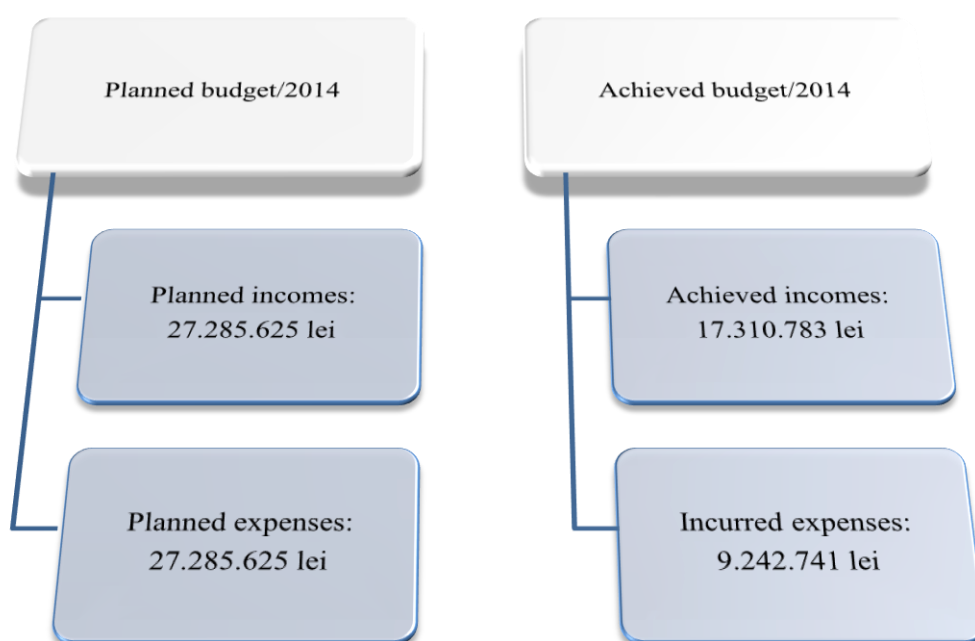 Planned budget/2014
Planned incomes:
27.285.625 lei
Planned expenses:
27.285.625 lei
Achieved budget/2014
Achieved incomes:
17.310.783 lei
Incurred expenses:
9.242.741 lei